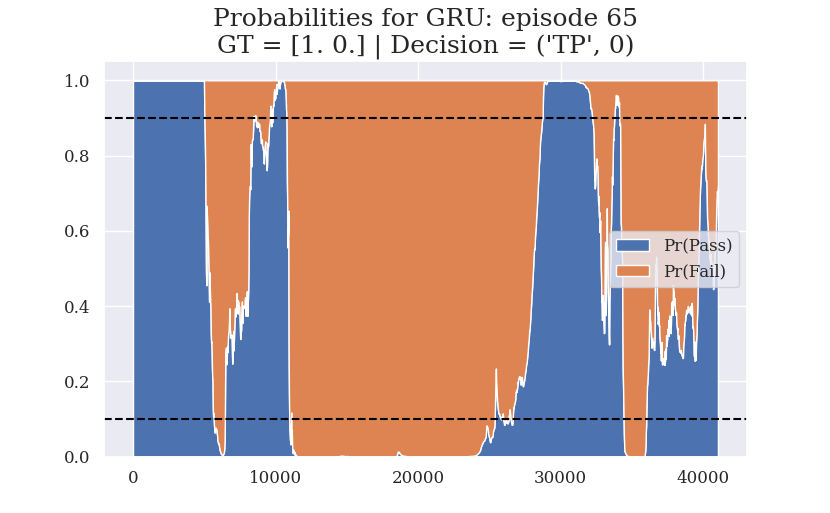 Probabilities for GRU: episode 65
GT = [1. 0.] | Decision = ('TP', 0)
1.0
0.8
0.6
0.4
0.2
0.0
Pr(Pass)
Pr(Fail)
0
10000
20000
30000
40000